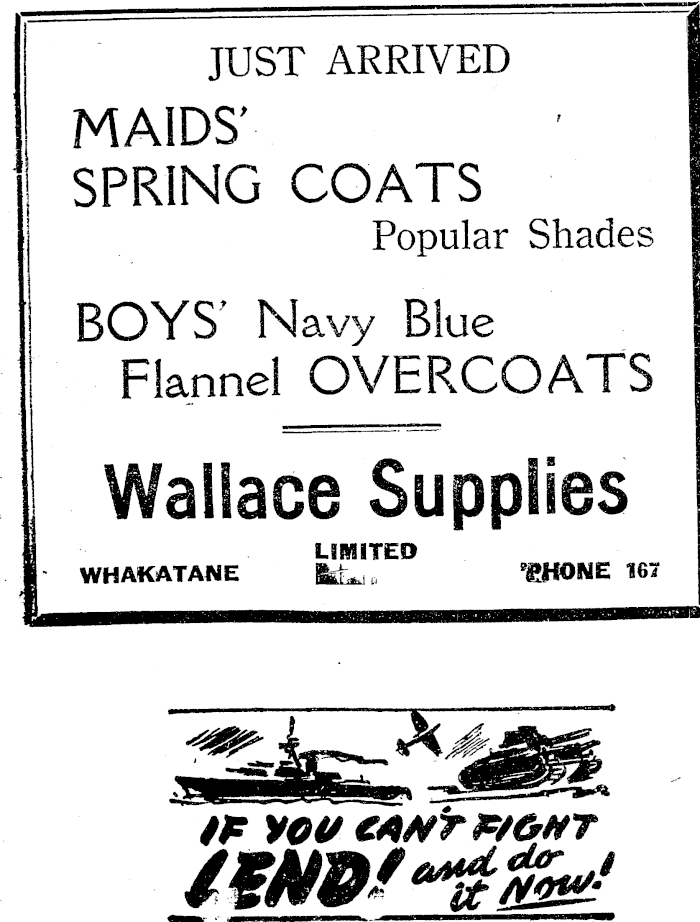 JUST ARRIVED
MAIDS'
SPRING COATS
Popular Shades
BOYS' Navy Blue
Flannel OVERCOATS
Wallace Supplies
LIMITED
WHAKATANE 'PHONE 167
IF YOU CAN'T FIGHT
LEND! and do
it Now!